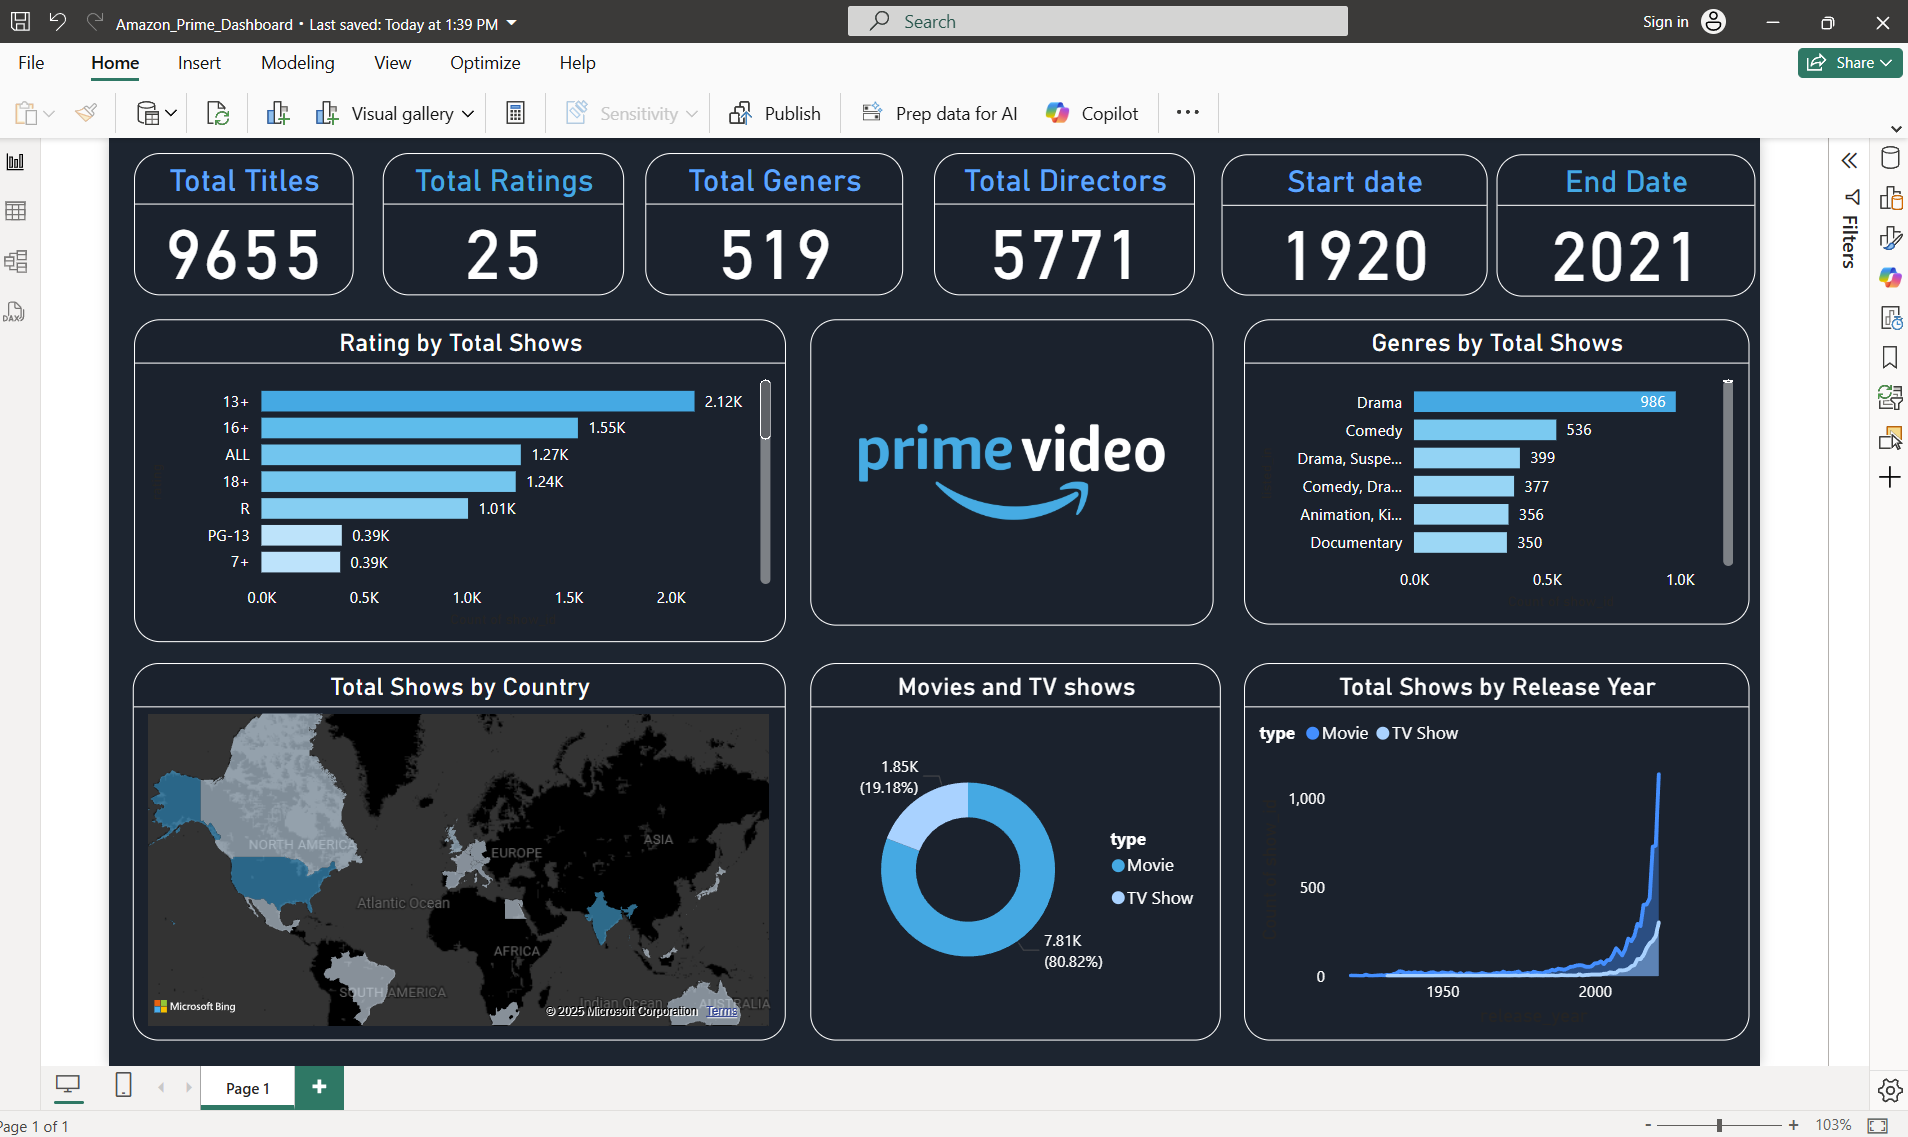 Amazon_Prime_Dashboard • Last saved: Today at 1:39 PM
Search
Sign in
File
Home
Insert
Modeling
View
Optimize
Help
Share
Visual gallery
Sensitivity
Publish
Prep data for AI
Copilot
DAX
Filters
Total Titles
9655
Total Ratings
25
Total Geners
519
Total Directors
5771
Start date
1920
End Date
2021
Rating by Total Shows
13+ 2.12K
16+ 1.55K
ALL 1.27K
18+ 1.24K
R 1.01K
PG-13 0.39K
7+ 0.39K
0.0K 0.5K 1.0K 1.5K 2.0K
prime video
Genres by Total Shows
Drama 986
Comedy 536
Drama, Suspe... 399
Comedy, Dra... 377
Animation, Ki... 356
Documentary 350
0.0K 0.5K 1.0K
Total Shows by Country
NORTH AMERICA
EUROPE
ASIA
Atlantic Ocean
AFRICA
SOUTH AMERICA
Indian Ocean
AUSTRALIA
Microsoft Bing
© 2025 Microsoft Corporation Terms
Movies and TV shows
1.85K
(19.18%)
type
Movie
TV Show
7.81K
(80.82%)
Total Shows by Release Year
type Movie TV Show
1,000
500
0
1950 2000
Page 1
Page 1 of 1
103%